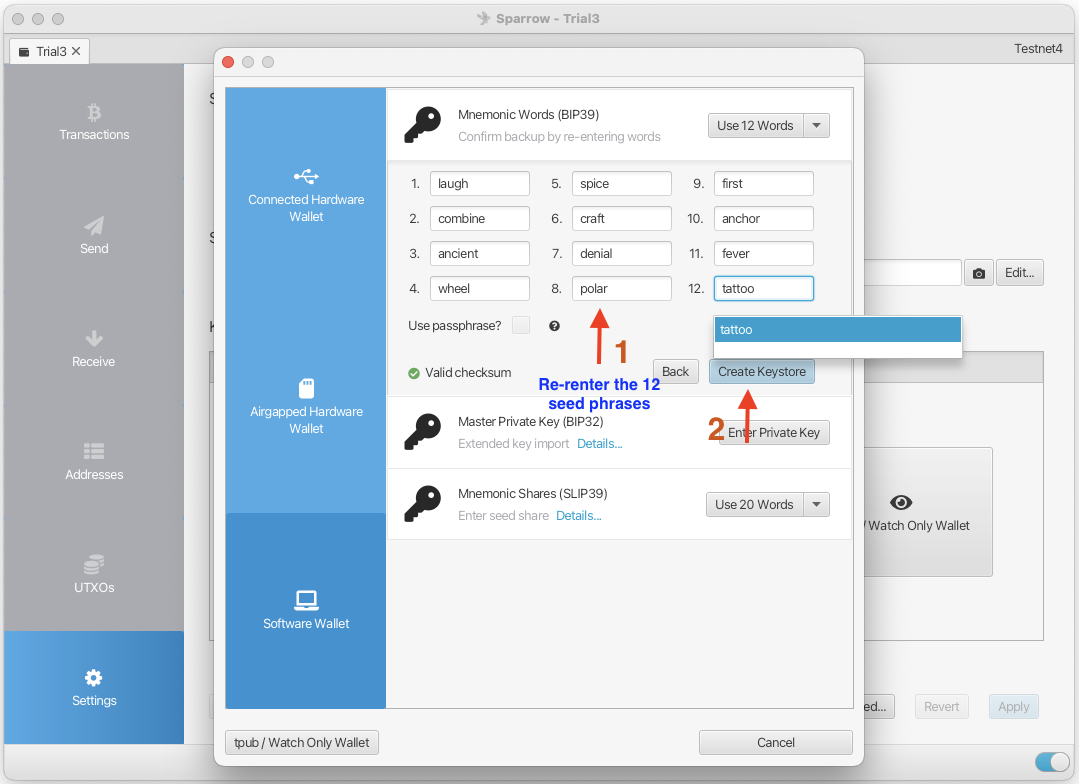 Sparrow - Trial3
Trial3
Testnet4
Transactions
Send
Receive
Addresses
UTXOs
Settings
Connected Hardware
Wallet
Airgapped Hardware
Wallet
Software Wallet
Mnemonic Words (BIP39)
Confirm backup by re-entering words
Use 12 Words
1. laugh 5. spice 9. first
2. combine 6. craft 10. anchor
3. ancient 7. denial 11. fever
4. wheel 8. polar 12. tattoo
Use passphrase? ?
tattoo
1
Valid checksum
Back
Create Keystore
Re-renter the 12
seed phrases
2
Master Private Key (BIP32)
Extended key import Details...
Enter Private Key
Mnemonic Shares (SLIP39)
Enter seed share Details...
Use 20 Words
Edit...
/ Watch Only Wallet
ed...
Revert
Apply
tpub / Watch Only Wallet
Cancel